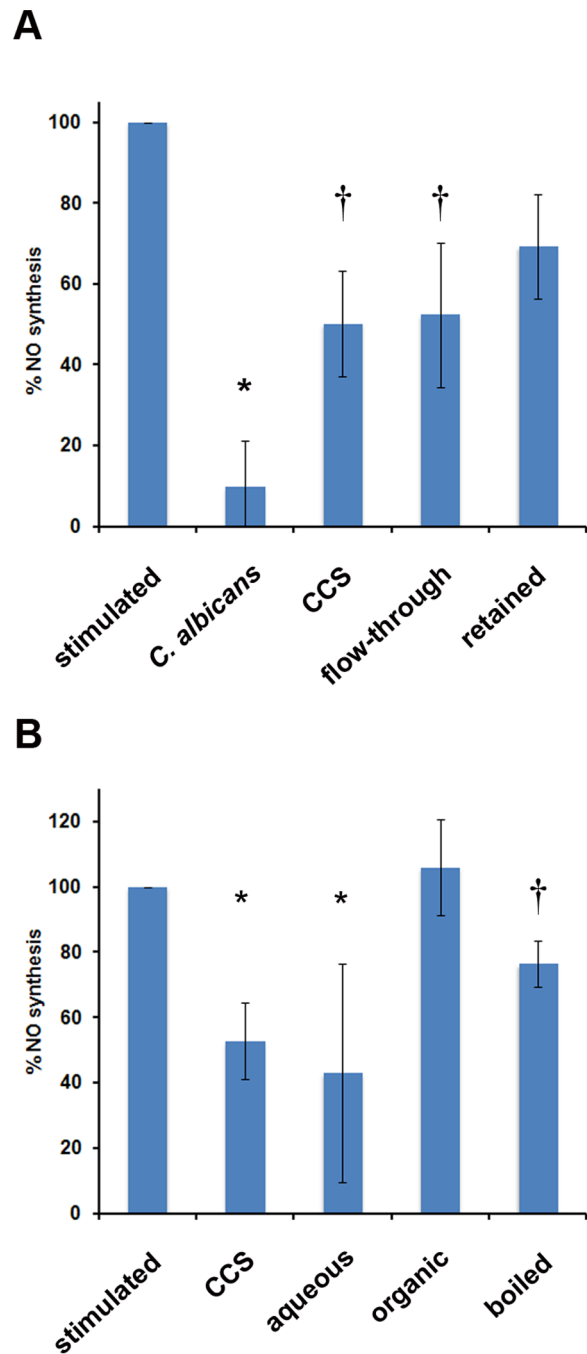 A
% NO synthesis
100
80
60
40
20
0
*
†
†
stimulated
C. albicans
CCS
flow-through
retained
B
% NO synthesis
120
100
80
60
40
20
0
*
*
†
stimulated
CCS
aqueous
organic
boiled